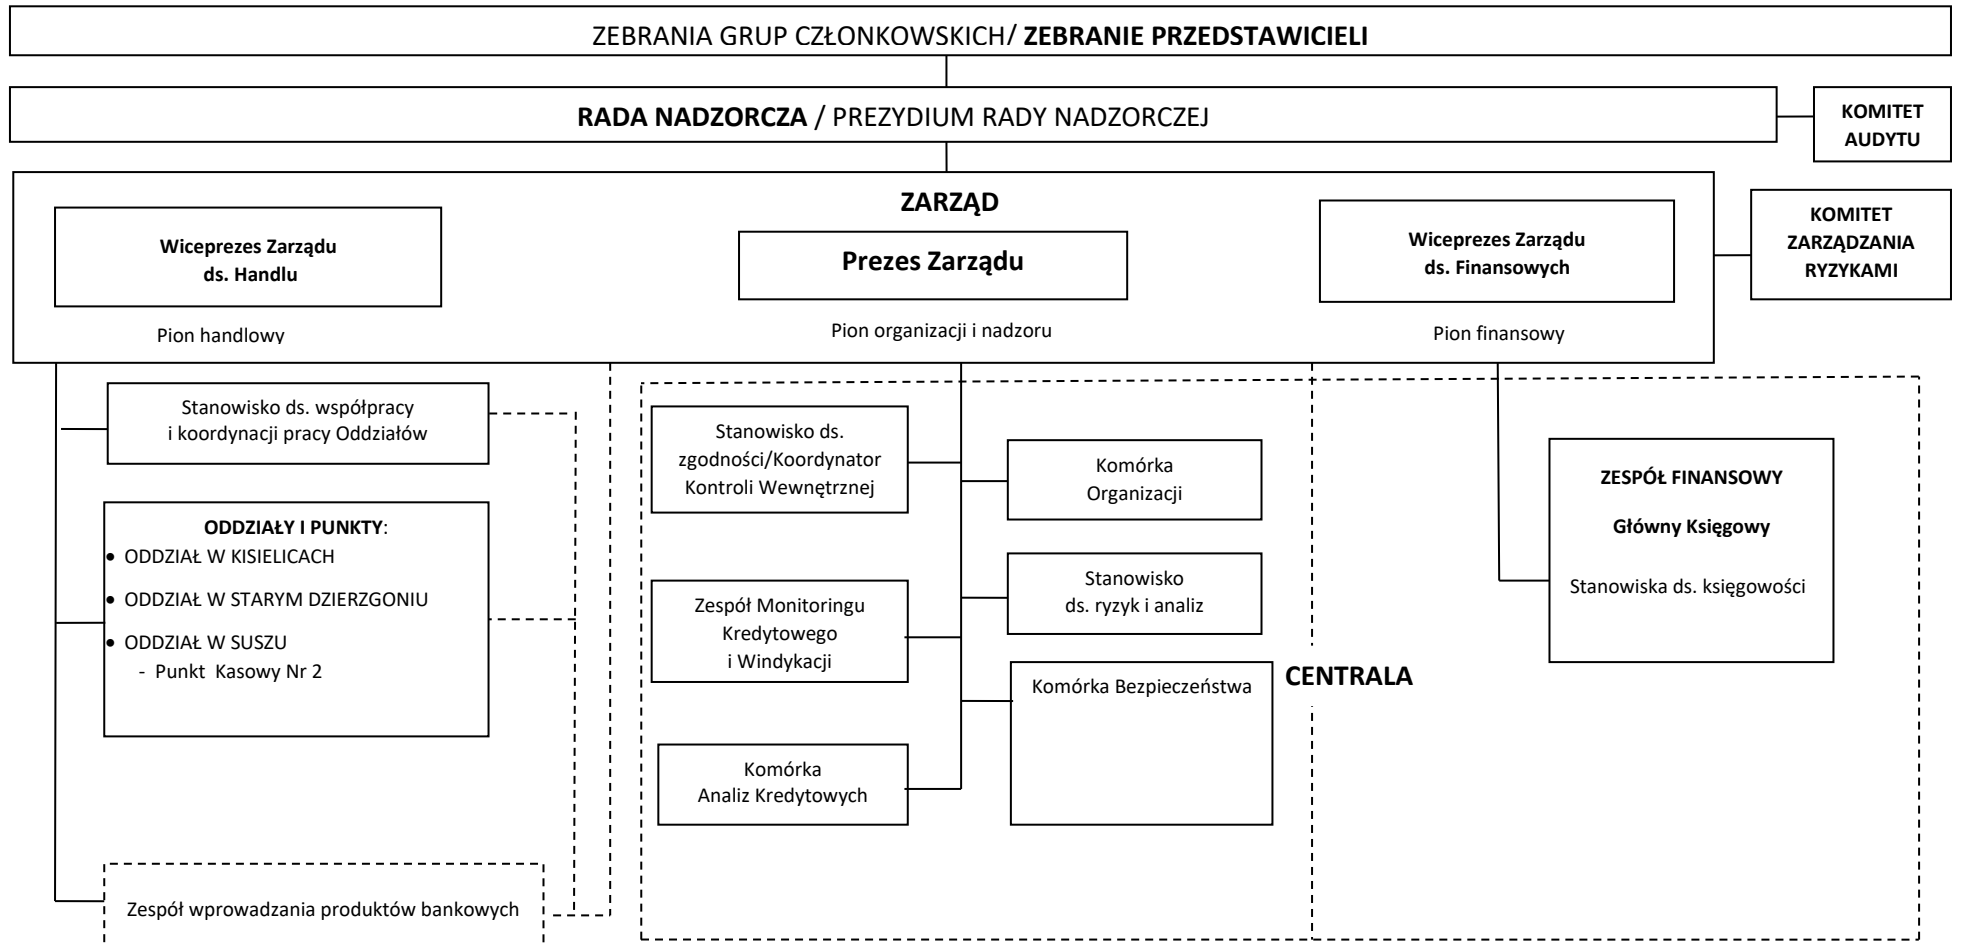 ZEBRANIA GRUP CZŁONKOWSKICH/ ZEBRANIE PRZEDSTAWICIELI
RADA NADZORCZA / PREZYDIUM RADY NADZORCZEJ
KOMITET
AUDYTU
ZARZĄD
Wiceprezes Zarządu
ds. Handlu
Pion handlowy
Prezes Zarządu
Pion organizacji i nadzoru
Wiceprezes Zarządu
ds. Finansowych
Pion finansowy
KOMITET
ZARZĄDZANIA
RYZYKAMI
Stanowisko ds. współpracy
i koordynacji pracy Oddziałów
ODDZIAŁY I PUNKTY:
• ODDZIAŁ W KISIELICACH
• ODDZIAŁ W STARYM DZIERZGONIU
• ODDZIAŁ W SUSZU
- Punkt Kasowy Nr 2
Zespół wprowadzania produktów bankowych
Stanowisko ds.
zgodności/Koordynator
Kontroli Wewnętrznej
Komórka
Organizacji
Zespół Monitoringu
Kredytowego
i Windykacji
Stanowisko
ds. ryzyk i analiz
Komórka Bezpieczeństwa
Komórka
Analiz Kredytowych
CENTRALA
ZESPÓŁ FINANSOWY
Główny Księgowy
Stanowiska ds. księgowości